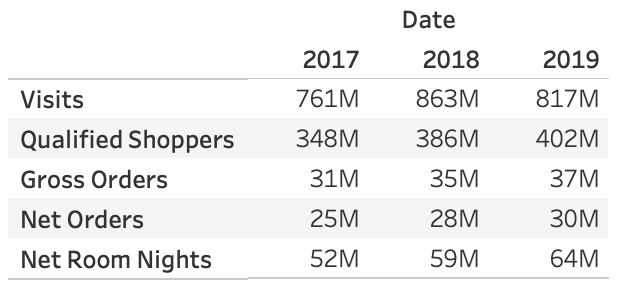 Date
2017 2018 2019
Visits 761M 863M 817M
Qualified Shoppers 348M 386M 402M
Gross Orders 31M 35M 37M
Net Orders 25M 28M 30M
Net Room Nights 52M 59M 64M